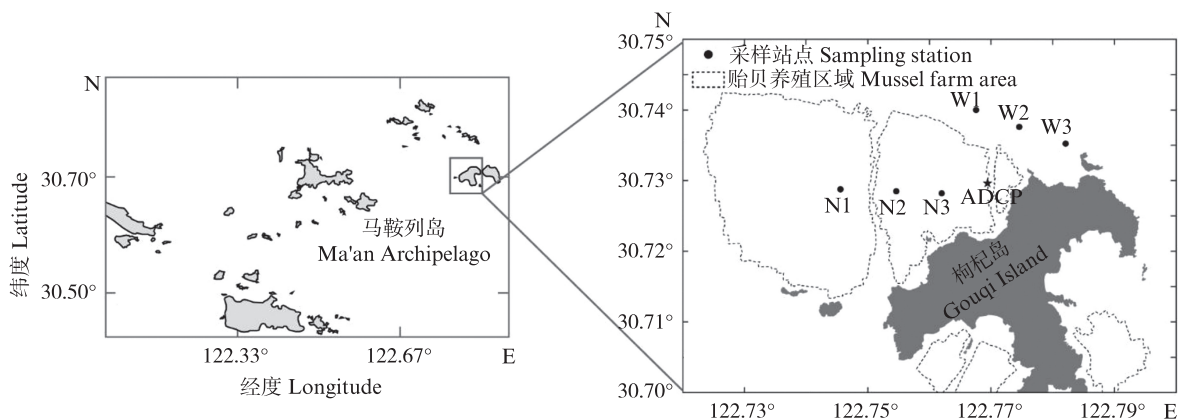 N
30.70°
30.50°
纬度 Latitude
马鞍列岛
Ma'an Archipelago
122.33°
122.67°
E
经度 Longitude
N
30.75°
30.74°
30.73°
30.72°
30.71°
30.70°
采样站点 Sampling station
贻贝养殖区域 Mussel farm area
W1
W2
W3
N1
N2
N3
ADCP
枸杞岛
Gouqi Island
122.73°
122.75°
122.77°
122.79°
E